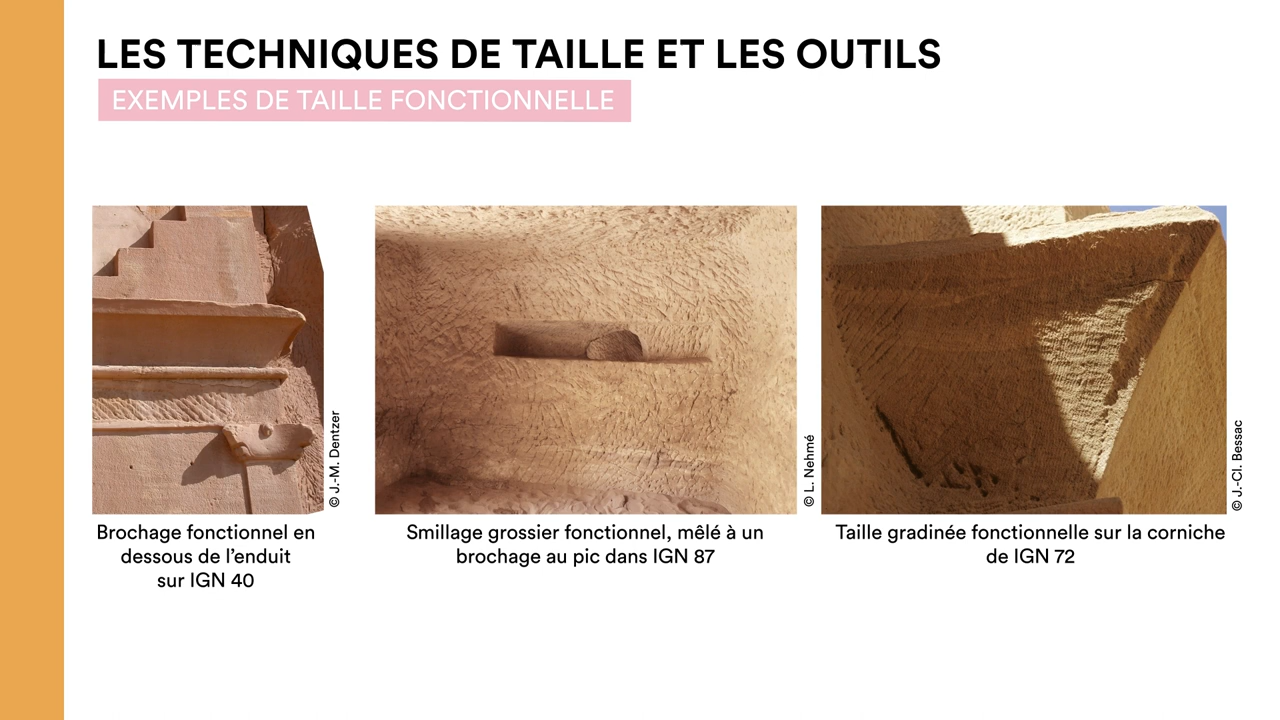 LES TECHNIQUES DE TAILLE ET LES OUTILS
EXEMPLES DE TAILLE FONCTIONNELLE
© J.-M. Dentzer
Brochage fonctionnel en
dessous de l’enduit
sur IGN 40
© L. Nehmé
Smillage grossier fonctionnel, mêlé à un
brochage au pic dans IGN 87
© J.-Cl. Bessac
Taille gradinée fonctionnelle sur la corniche
de IGN 72